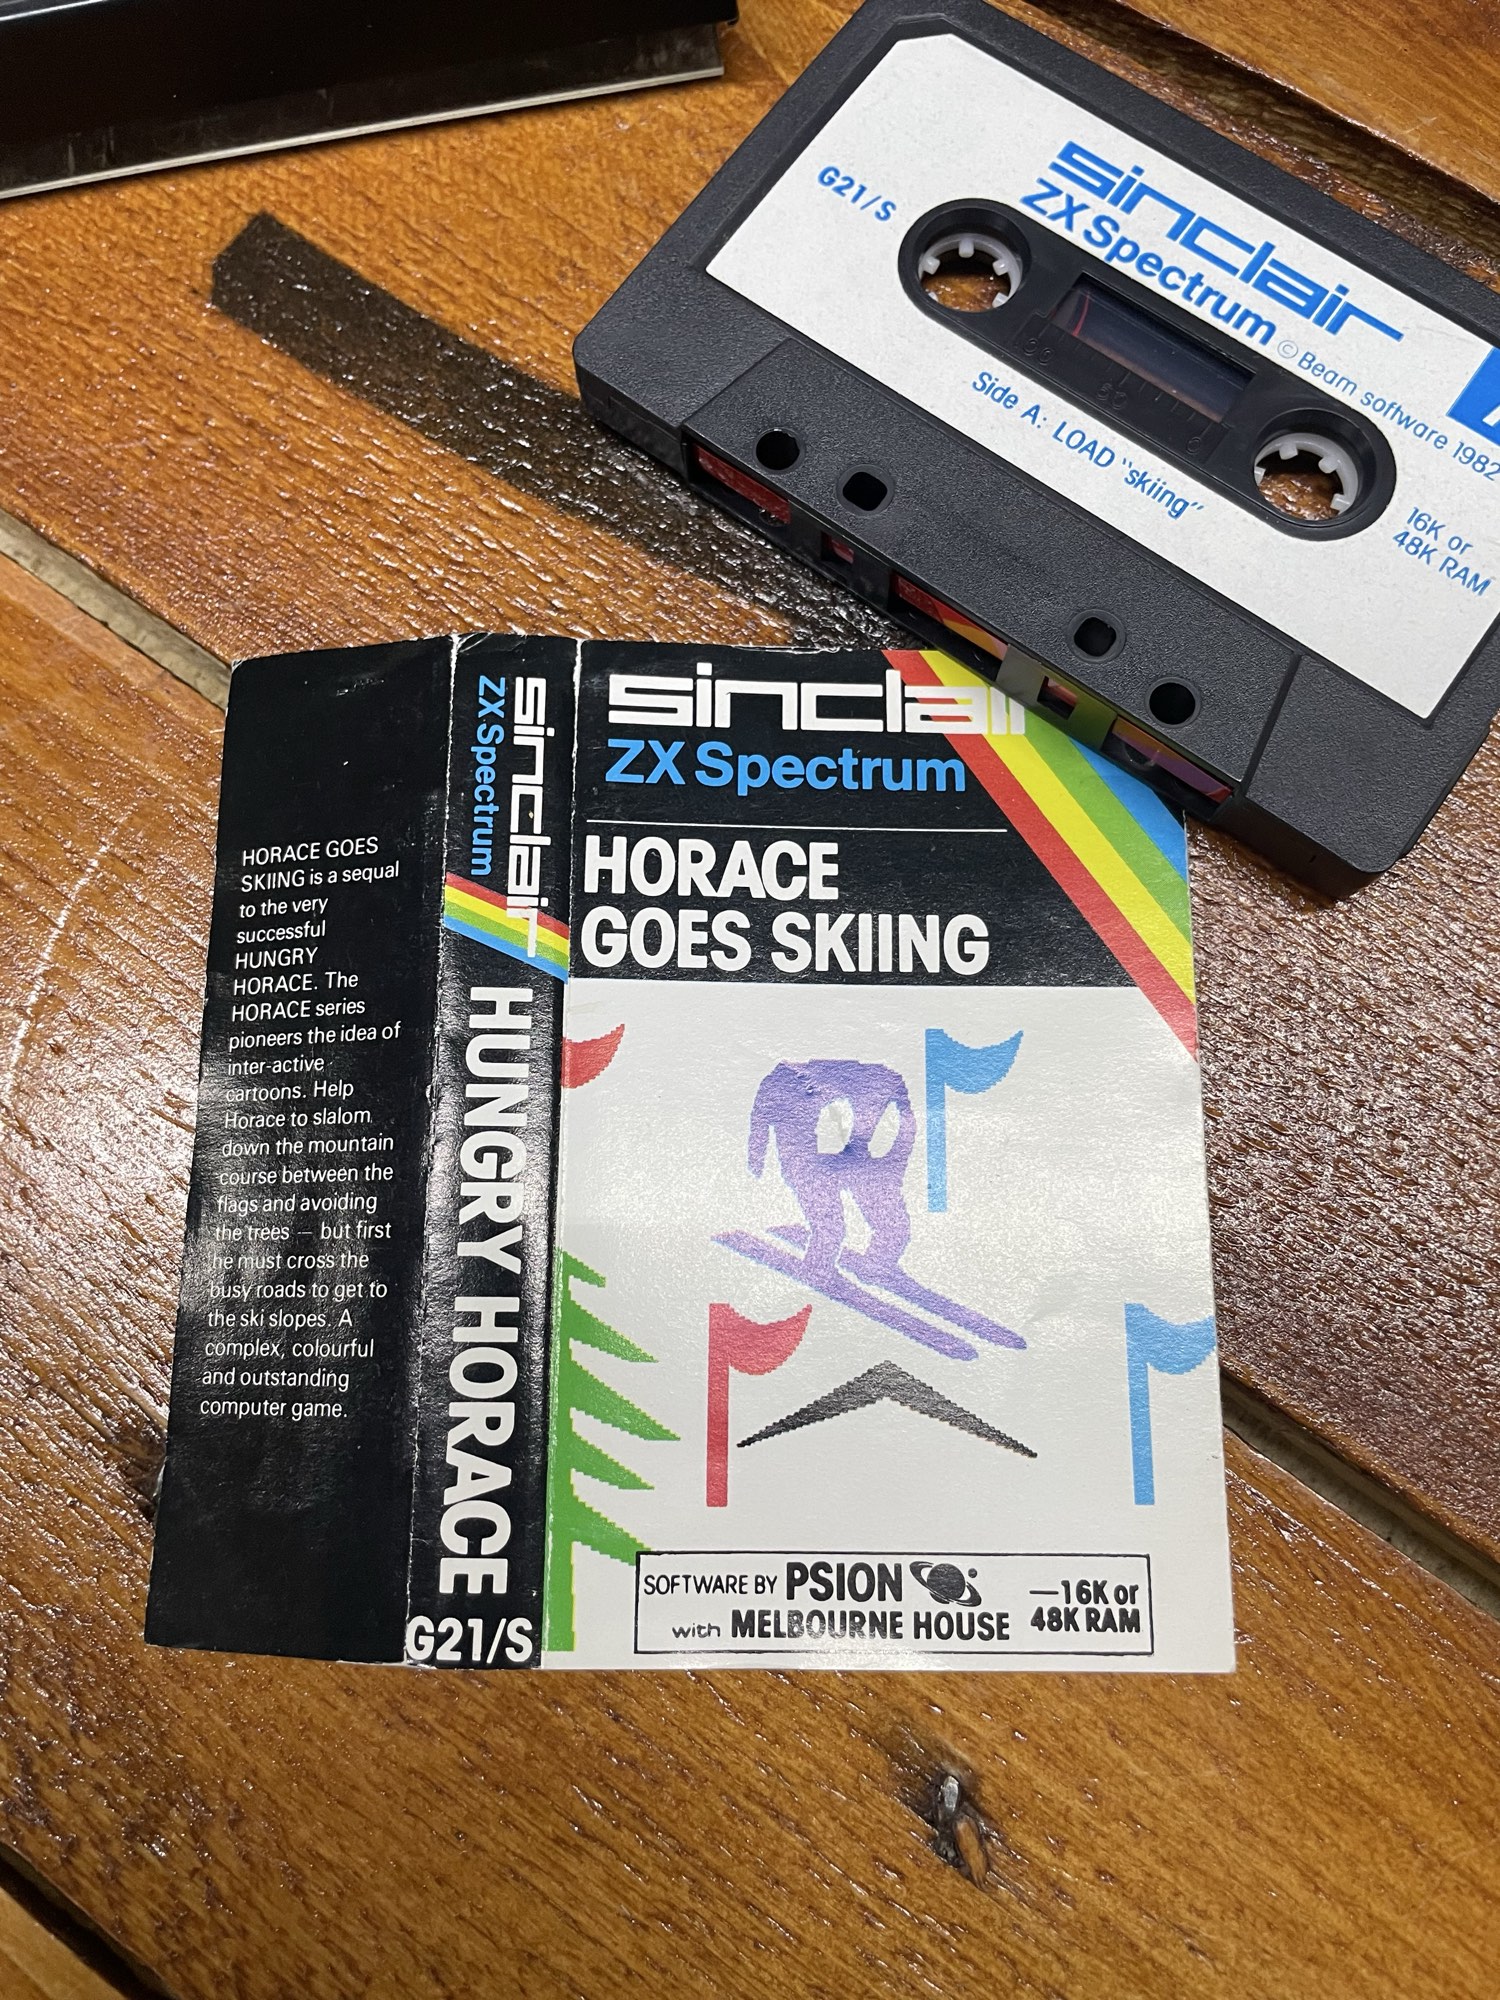 sinclair
ZX Spectrum
G21/S
© Beam software 1982
Side A: LOAD "skiing"
16K or
48K RAM
HORACE GOES
SKIING is a sequal
to the very
successful
HUNGRY
HORACE. The
HORACE series
pioneers the idea of
inter-active
cartoons. Help
Horace to slalom
down the mountain
course between the
flags and avoiding
the trees — but first
he must cross the
busy roads to get to
the ski slopes. A
complex, colourful
and outstanding
computer game.
sinclair
ZX Spectrum
HUNGRY HORACE
G21/S
sinclair
ZX Spectrum
HORACE
GOES SKIING
SOFTWARE BY PSION
with MELBOURNE HOUSE
—16K or
48K RAM